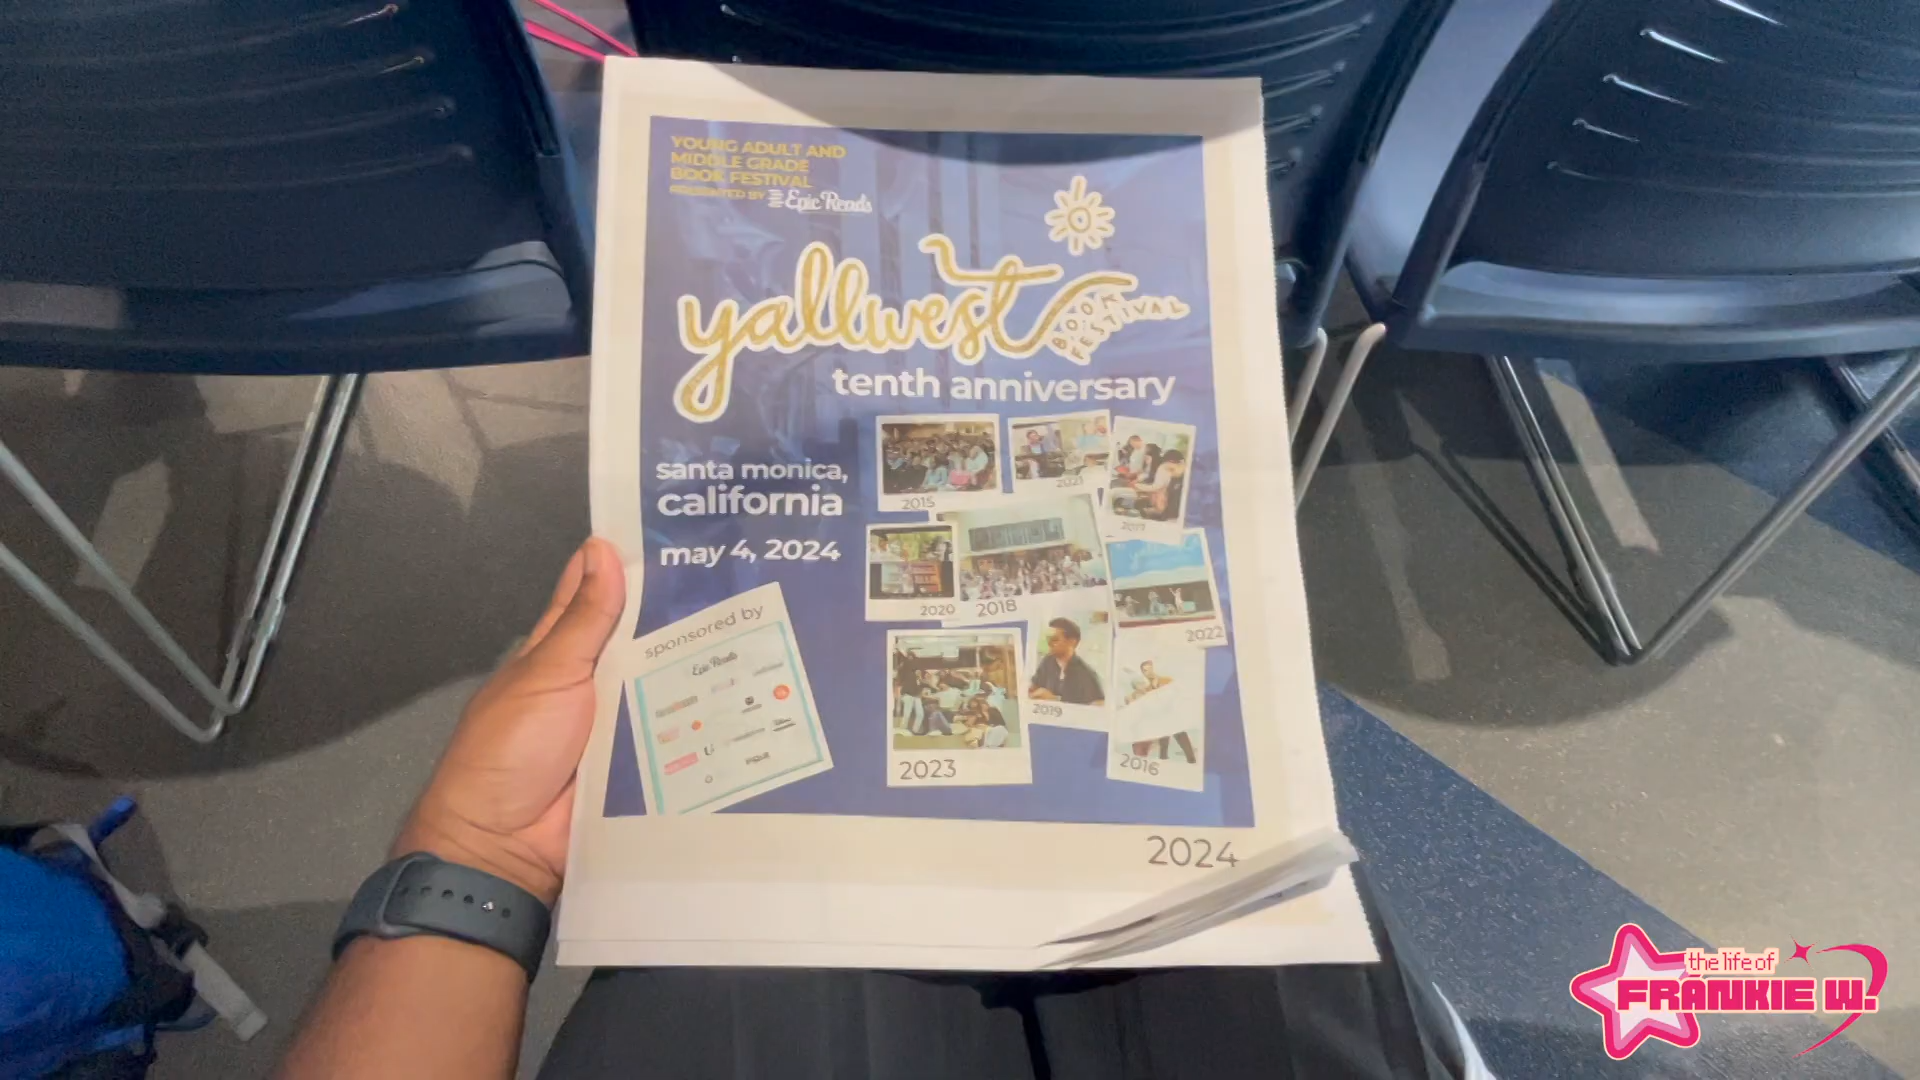 YOUNG ADULT AND
MIDDLE GRADE
BOOK FESTIVAL
PRESENTED BY Epic Reads
yallwest
BOOK
FESTIVAL
tenth anniversary
santa monica,
california
may 4, 2024
2015
2021
2020
2018
2022
2019
2023
2016
sponsored by
Epic Reads
2024
the life of
FRANKIE W.